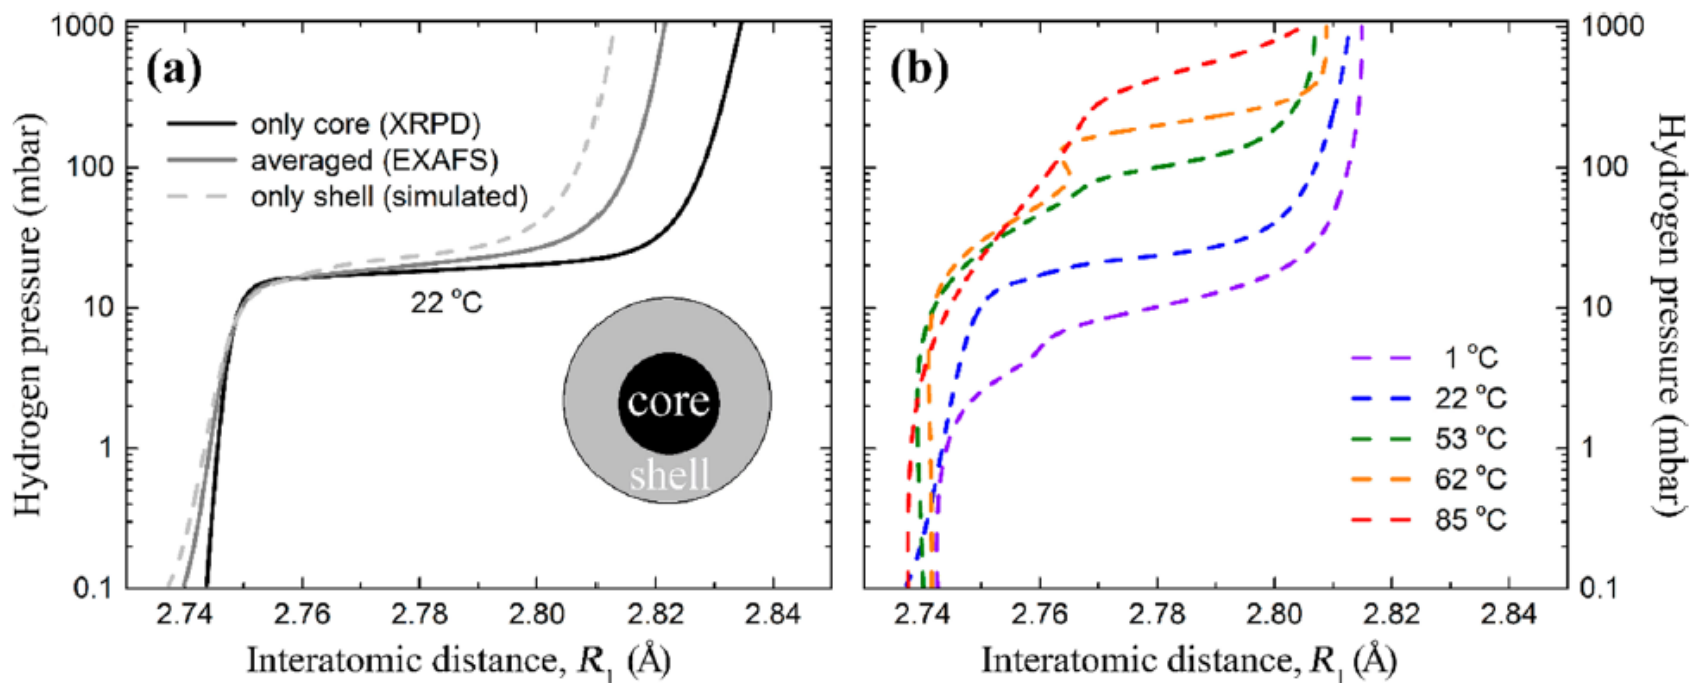 (a)
only core (XRPD)
averaged (EXAFS)
only shell (simulated)
22 °C
core
shell
1000
100
10
1
0.1
2.74 2.76 2.78 2.80 2.82 2.84
Hydrogen pressure (mbar)
Interatomic distance, R₁ (Å)
(b)
1 °C
22 °C
53 °C
62 °C
85 °C
1000
100
10
1
0.1
2.74 2.76 2.78 2.80 2.82 2.84
Hydrogen pressure (mbar)
Interatomic distance, R₁ (Å)